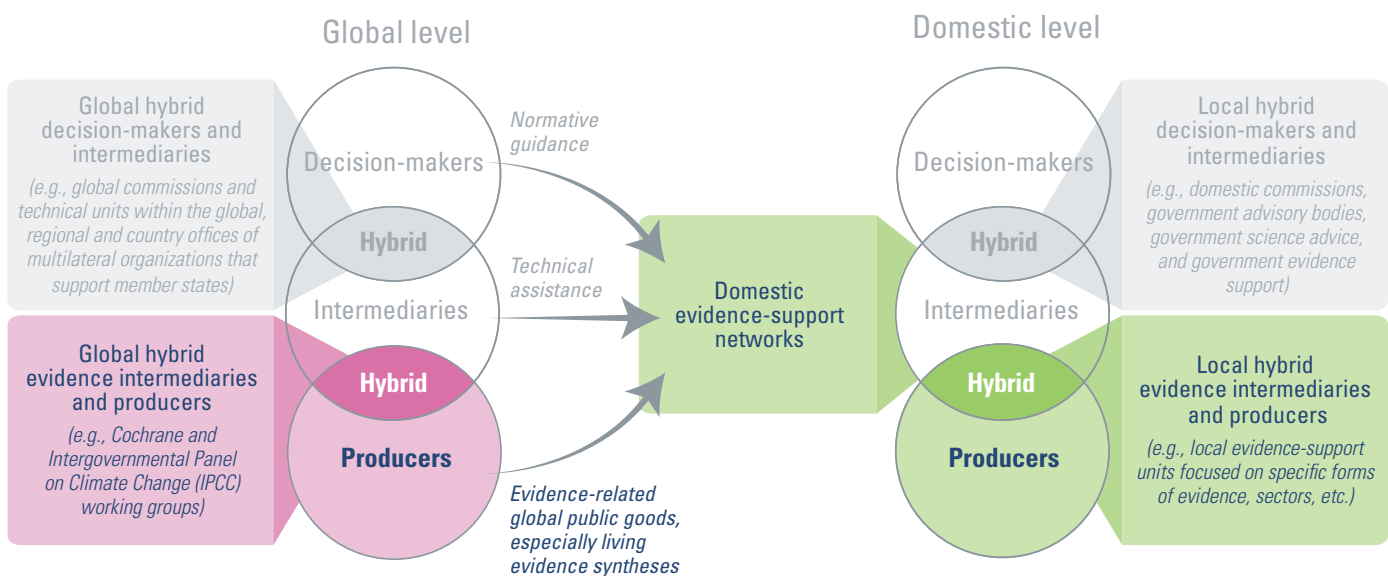 Global level
Domestic level
Global hybrid
decision-makers and
intermediaries
(e.g., global commissions and
technical units within the global,
regional and country offices of
multilateral organizations that
support member states)
Decision-makers
Hybrid
Intermediaries
Hybrid
Producers
Global hybrid
evidence intermediaries
and producers
(e.g., Cochrane and
Intergovernmental Panel
on Climate Change (IPCC)
working groups)
Normative
guidance
Technical
assistance
Evidence-related
global public goods,
especially living
evidence syntheses
Domestic
evidence-support
networks
Decision-makers
Hybrid
Intermediaries
Hybrid
Producers
Local hybrid
decision-makers and
intermediaries
(e.g., domestic commissions,
government advisory bodies,
government science advice,
and government evidence
support)
Local hybrid
evidence intermediaries
and producers
(e.g., local evidence-support
units focused on specific forms
of evidence, sectors, etc.)